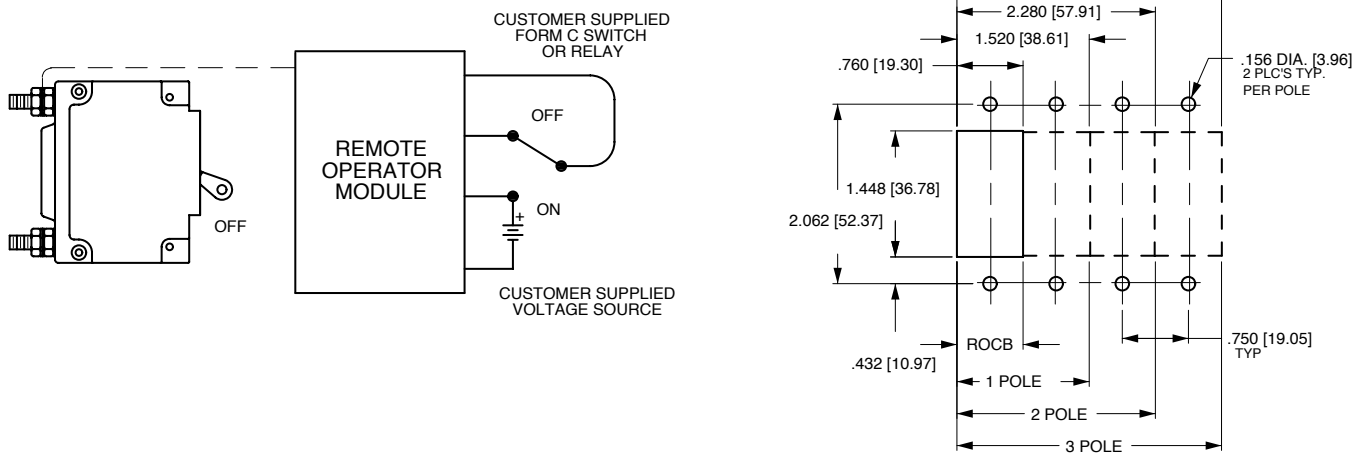 CUSTOMER SUPPLIED
FORM C SWITCH
OR RELAY
OFF
REMOTE
OPERATOR
MODULE
OFF
ON
+
CUSTOMER SUPPLIED
VOLTAGE SOURCE
2.280 [57.91]
1.520 [38.61]
.760 [19.30]
.156 DIA. [3.96]
2 PLC'S TYP.
PER POLE
1.448 [36.78]
2.062 [52.37]
.432 [10.97]
ROCB
.750 [19.05]
TYP
1 POLE
2 POLE
3 POLE